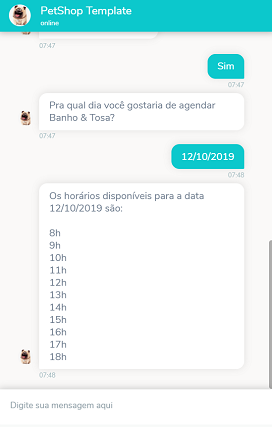 PetShop Template
online
07:47
Sim
07:47
Pra qual dia você gostaria de agendar
Banho & Tosa?
07:47
12/10/2019
07:48
Os horários disponíveis para a data
12/10/2019 são:
8h
9h
10h
11h
12h
13h
14h
15h
16h
17h
18h
07:48
Digite sua mensagem aqui